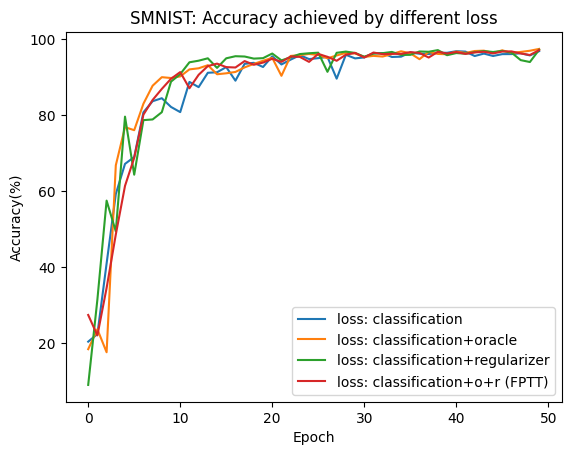 SMNIST: Accuracy achieved by different loss
100
80
60
40
20
Accuracy(%)
0
10
20
30
40
50
Epoch
loss: classification
loss: classification+oracle
loss: classification+regularizer
loss: classification+o+r (FPTT)